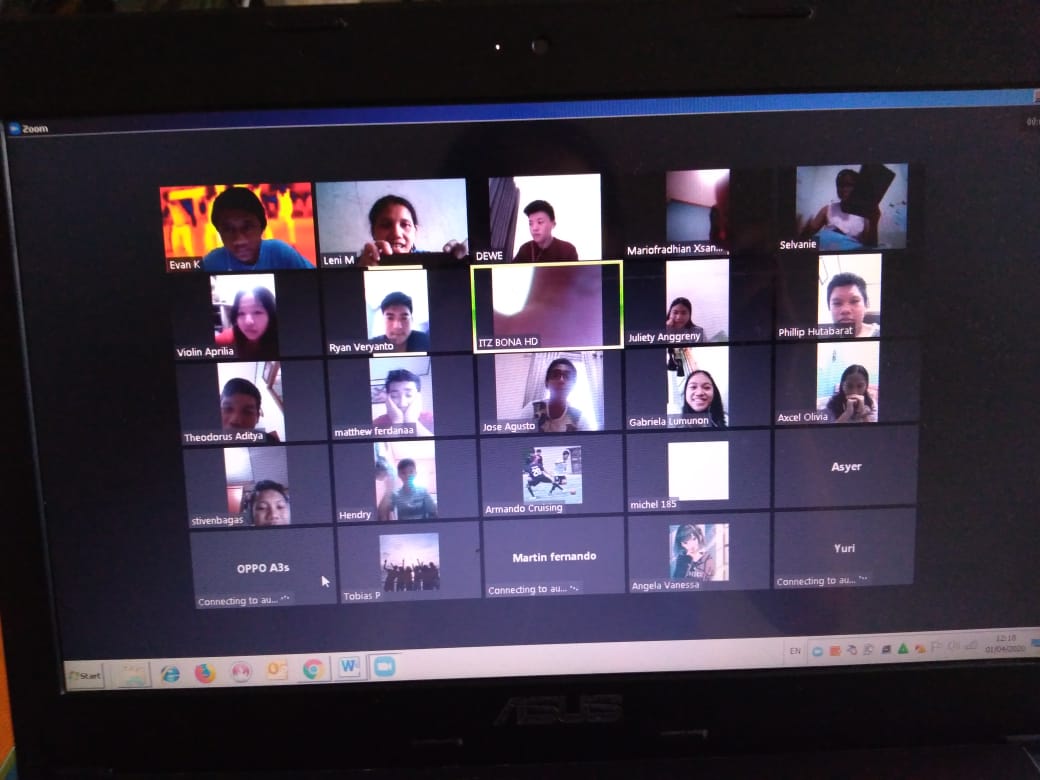 Zoom
Evan K
Leni M
DEWE
Mariofradhian Xsan...
Selvanie
Violin Aprilia
Ryan Veryanto
ITZ BONA HD
Juliety Anggreny
Phillip Hutabarat
Theodorus Aditya
matthew ferdanaa
Jose Agusto
Gabriela Lumunon
Axcel Olivia
stivenbagas
Hendry
Armando Cruising
michel 185
Asyer
OPPO A3s
Connecting to au...
Tobias P
Martin fernando
Connecting to au...
Angela Vanessa
Yuri
Connecting to au...
Start
EN
12:18
01/04/2020
ASUS